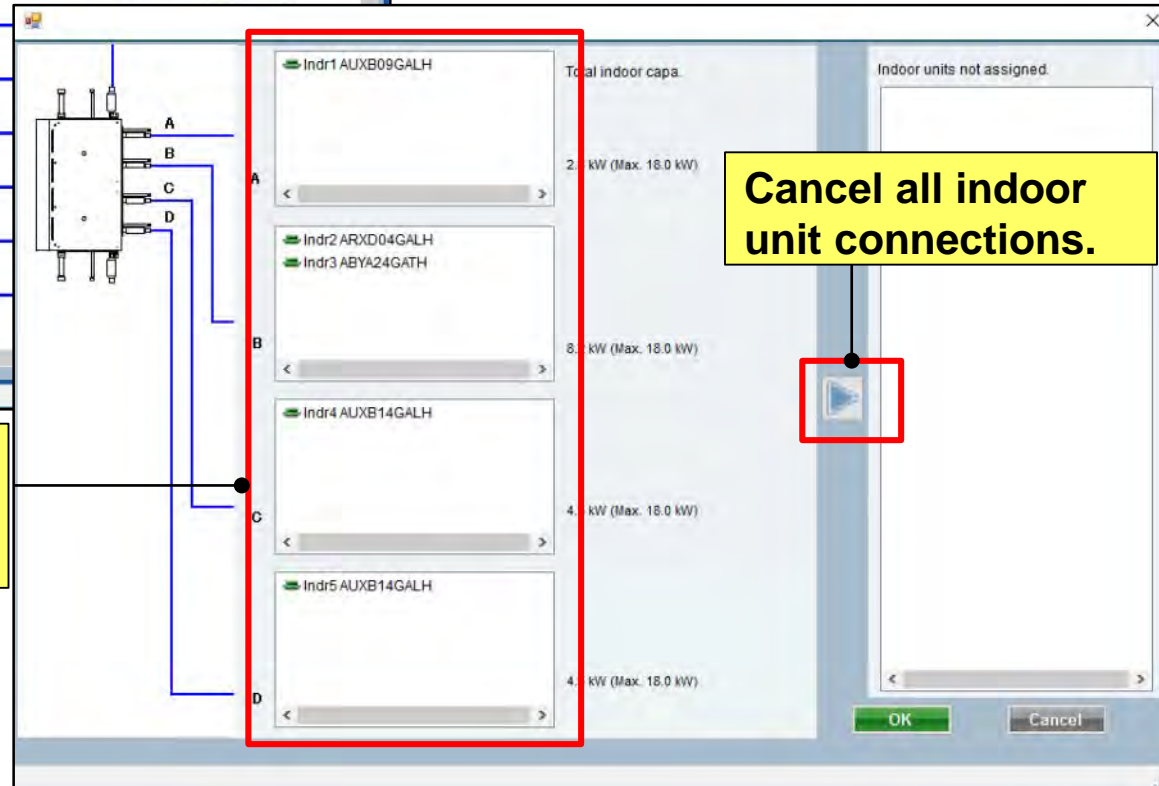 Indr1 AUXB09GALH
Total indoor capa.
Indoor units not assigned.
A
B
C
D
A
kW (Max. 18.0 kW)
Cancel all indoor
unit connections.
Indr2 ARXD04GALH
Indr3 ABYA24GATH
B
kW (Max. 18.0 kW)
Indr4 AUXB14GALH
C
kW (Max. 18.0 kW)
Indr5 AUXB14GALH
D
kW (Max. 18.0 kW)
OK
Cancel